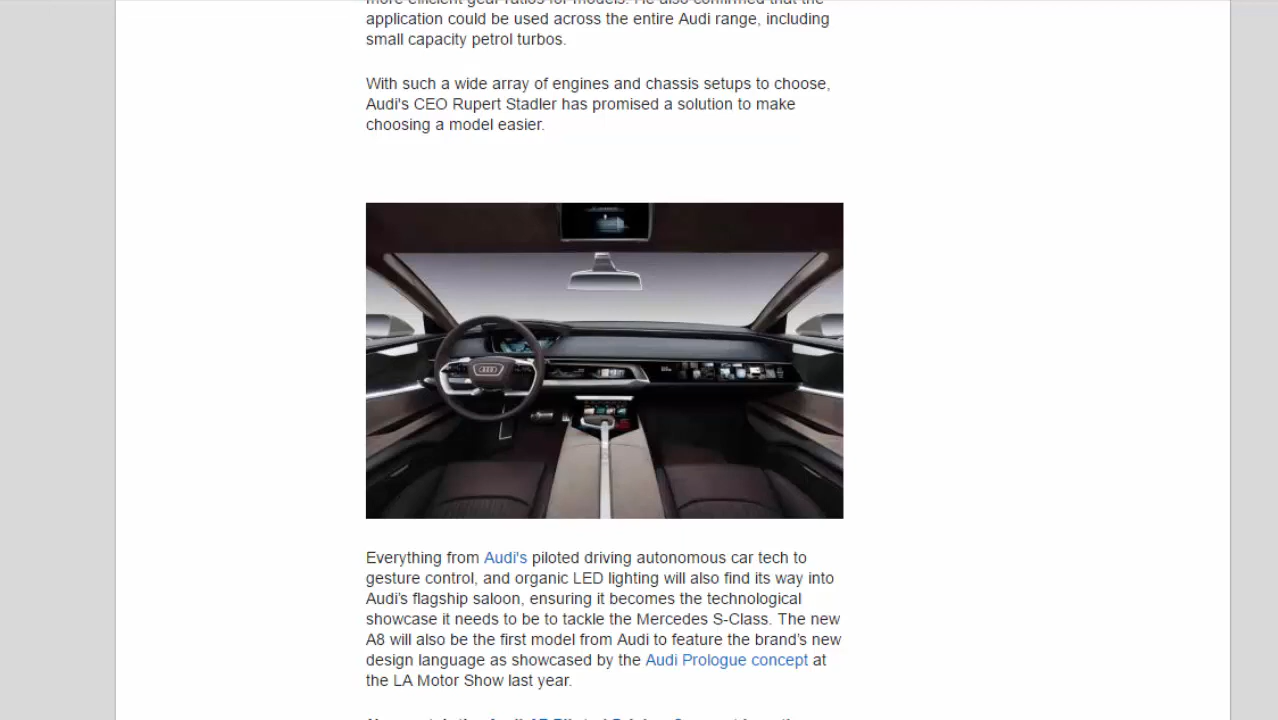 application could be used across the entire Audi range, including
small capacity petrol turbos.
With such a wide array of engines and chassis setups to choose,
Audi's CEO Rupert Stadler has promised a solution to make
choosing a model easier.
Everything from Audi's piloted driving autonomous car tech to
gesture control, and organic LED lighting will also find its way into
Audi's flagship saloon, ensuring it becomes the technological
showcase it needs to be to tackle the Mercedes S-Class. The new
A8 will also be the first model from Audi to feature the brand's new
design language as showcased by the Audi Prologue concept at
the LA Motor Show last year.